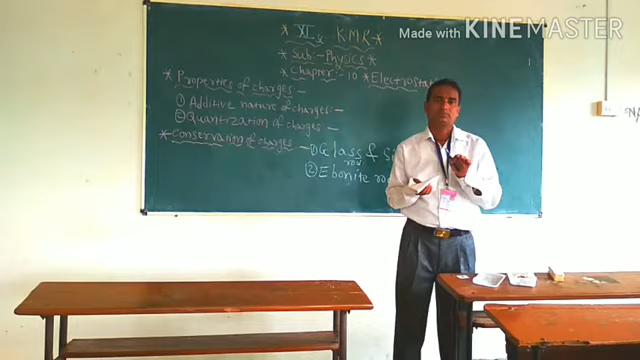 Made with KINEMASTER
* XI * KMK *
* Sub:- Physics *
* Chapter:- 10 * Electrostat
* Properties of charges:-
① Additive nature of charges:-
② Quantization of charges:-
* Conservation of charges:- ① Glass
rod
② Ebonite